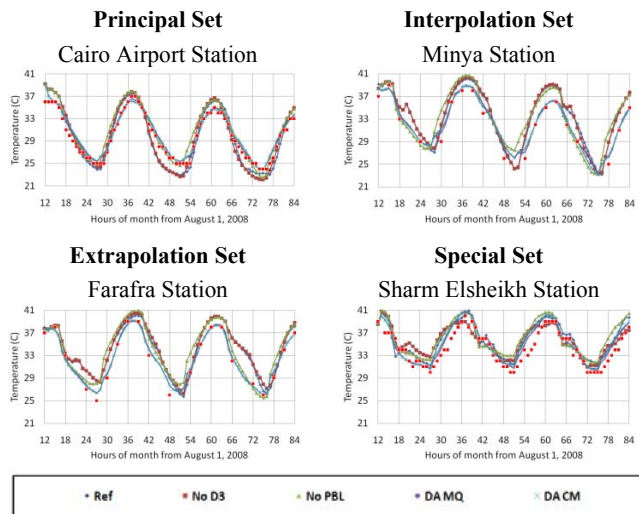 Principal Set
Cairo Airport Station
Interpolation Set
Minya Station
Temperature (C)
41
37
33
29
25
21
12 18 24 30 36 42 48 54 60 66 72 78 84
Hours of month from August 1, 2008
Temperature (C)
41
37
33
29
25
21
12 18 24 30 36 42 48 54 60 66 72 78 84
Hours of month from August 1, 2008
Extrapolation Set
Farafra Station
Special Set
Sharm Elsheikh Station
Temperature (C)
41
37
33
29
25
21
12 18 24 30 36 42 48 54 60 66 72 78 84
Hours of month from August 1, 2008
Temperature (C)
41
37
33
29
25
21
12 18 24 30 36 42 48 54 60 66 72 78 84
Hours of month from August 1, 2008
Ref No D3 No PBL DA MQ DA CM